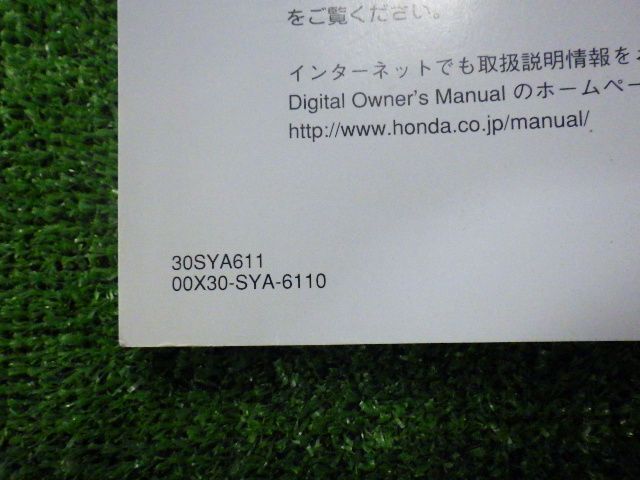 をご覧ください。
インターネットでも取扱説明情報を
Digital Owner's Manual のホームペー
http://www.honda.co.jp/manual/
30SYA611
00X30-SYA-6110